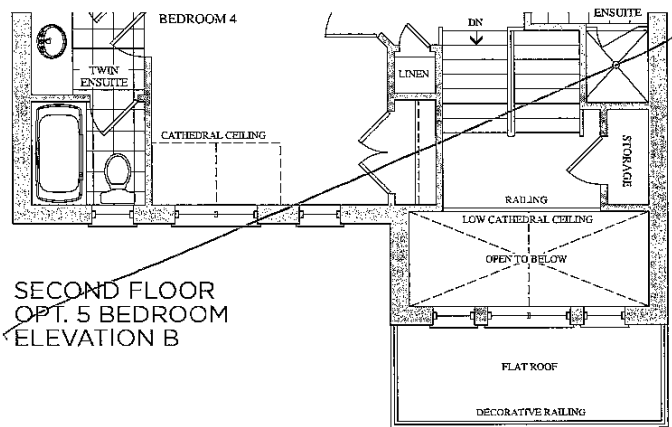 BEDROOM 4
DN
ENSUITE
TWIN
ENSUITE
LINEN
CATHEDRAL CEILING
STORAGE
RAILING
LOW CATHEDRAL CEILING
OPEN TO BELOW
SECOND FLOOR
OPT. 5 BEDROOM
ELEVATION B
FLAT ROOF
DECORATIVE RAILING